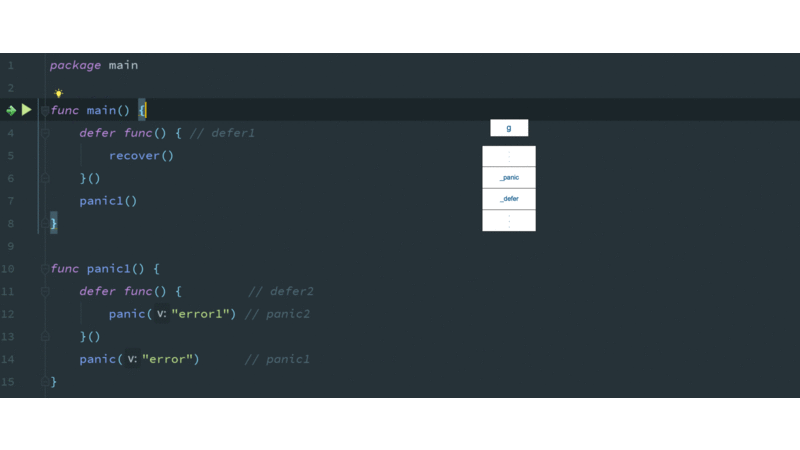 1 package main
2
func main() {
4 defer func() { // defer1
5 recover()
6 }()
7 panic1()
8 }
9
10 func panic1() {
11 defer func() { // defer2
12 panic( v: "error1") // panic2
13 }()
14 panic( v: "error") // panic1
15 }
g
_panic
_defer